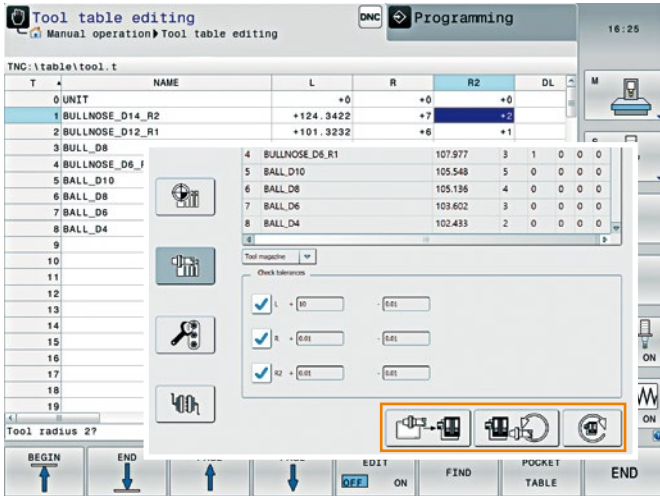 Tool table editing
DNC
Programming
16:25
Manual operation Tool table editing
TNC:\table\tool.t
T NAME L R R2 DL
0 UNIT +0 +0 +0
1 BULLNOSE_D14_R2 +124.3422 +7 +2
2 BULLNOSE_D12_R1 +101.3232 +6 +1
3 BULL_D8
4 BULLNOSE_D6_
5 BALL_D10
6 BALL_D8
7 BALL_D6
8 BALL_D4
9
10
11
12
13
14
15
16
17
18
19
M
4 BULLNOSE_D6_R1 107.977 3 1 0 0 0
5 BALL_D10 105.548 5 0 0 0 0
6 BALL_D8 105.136 4 0 0 0 0
7 BALL_D6 103.602 3 0 0 0 0
8 BALL_D4 102.433 2 0 0 0 0
Tool magazine
Check tolerances
L + 10 - 0.01
R + 0.01 - 0.01
R2 + 0.01 - 0.01
ON
ON
Tool radius 2?
BEGIN
END
EDIT
OFF ON
FIND
POCKET
TABLE
END